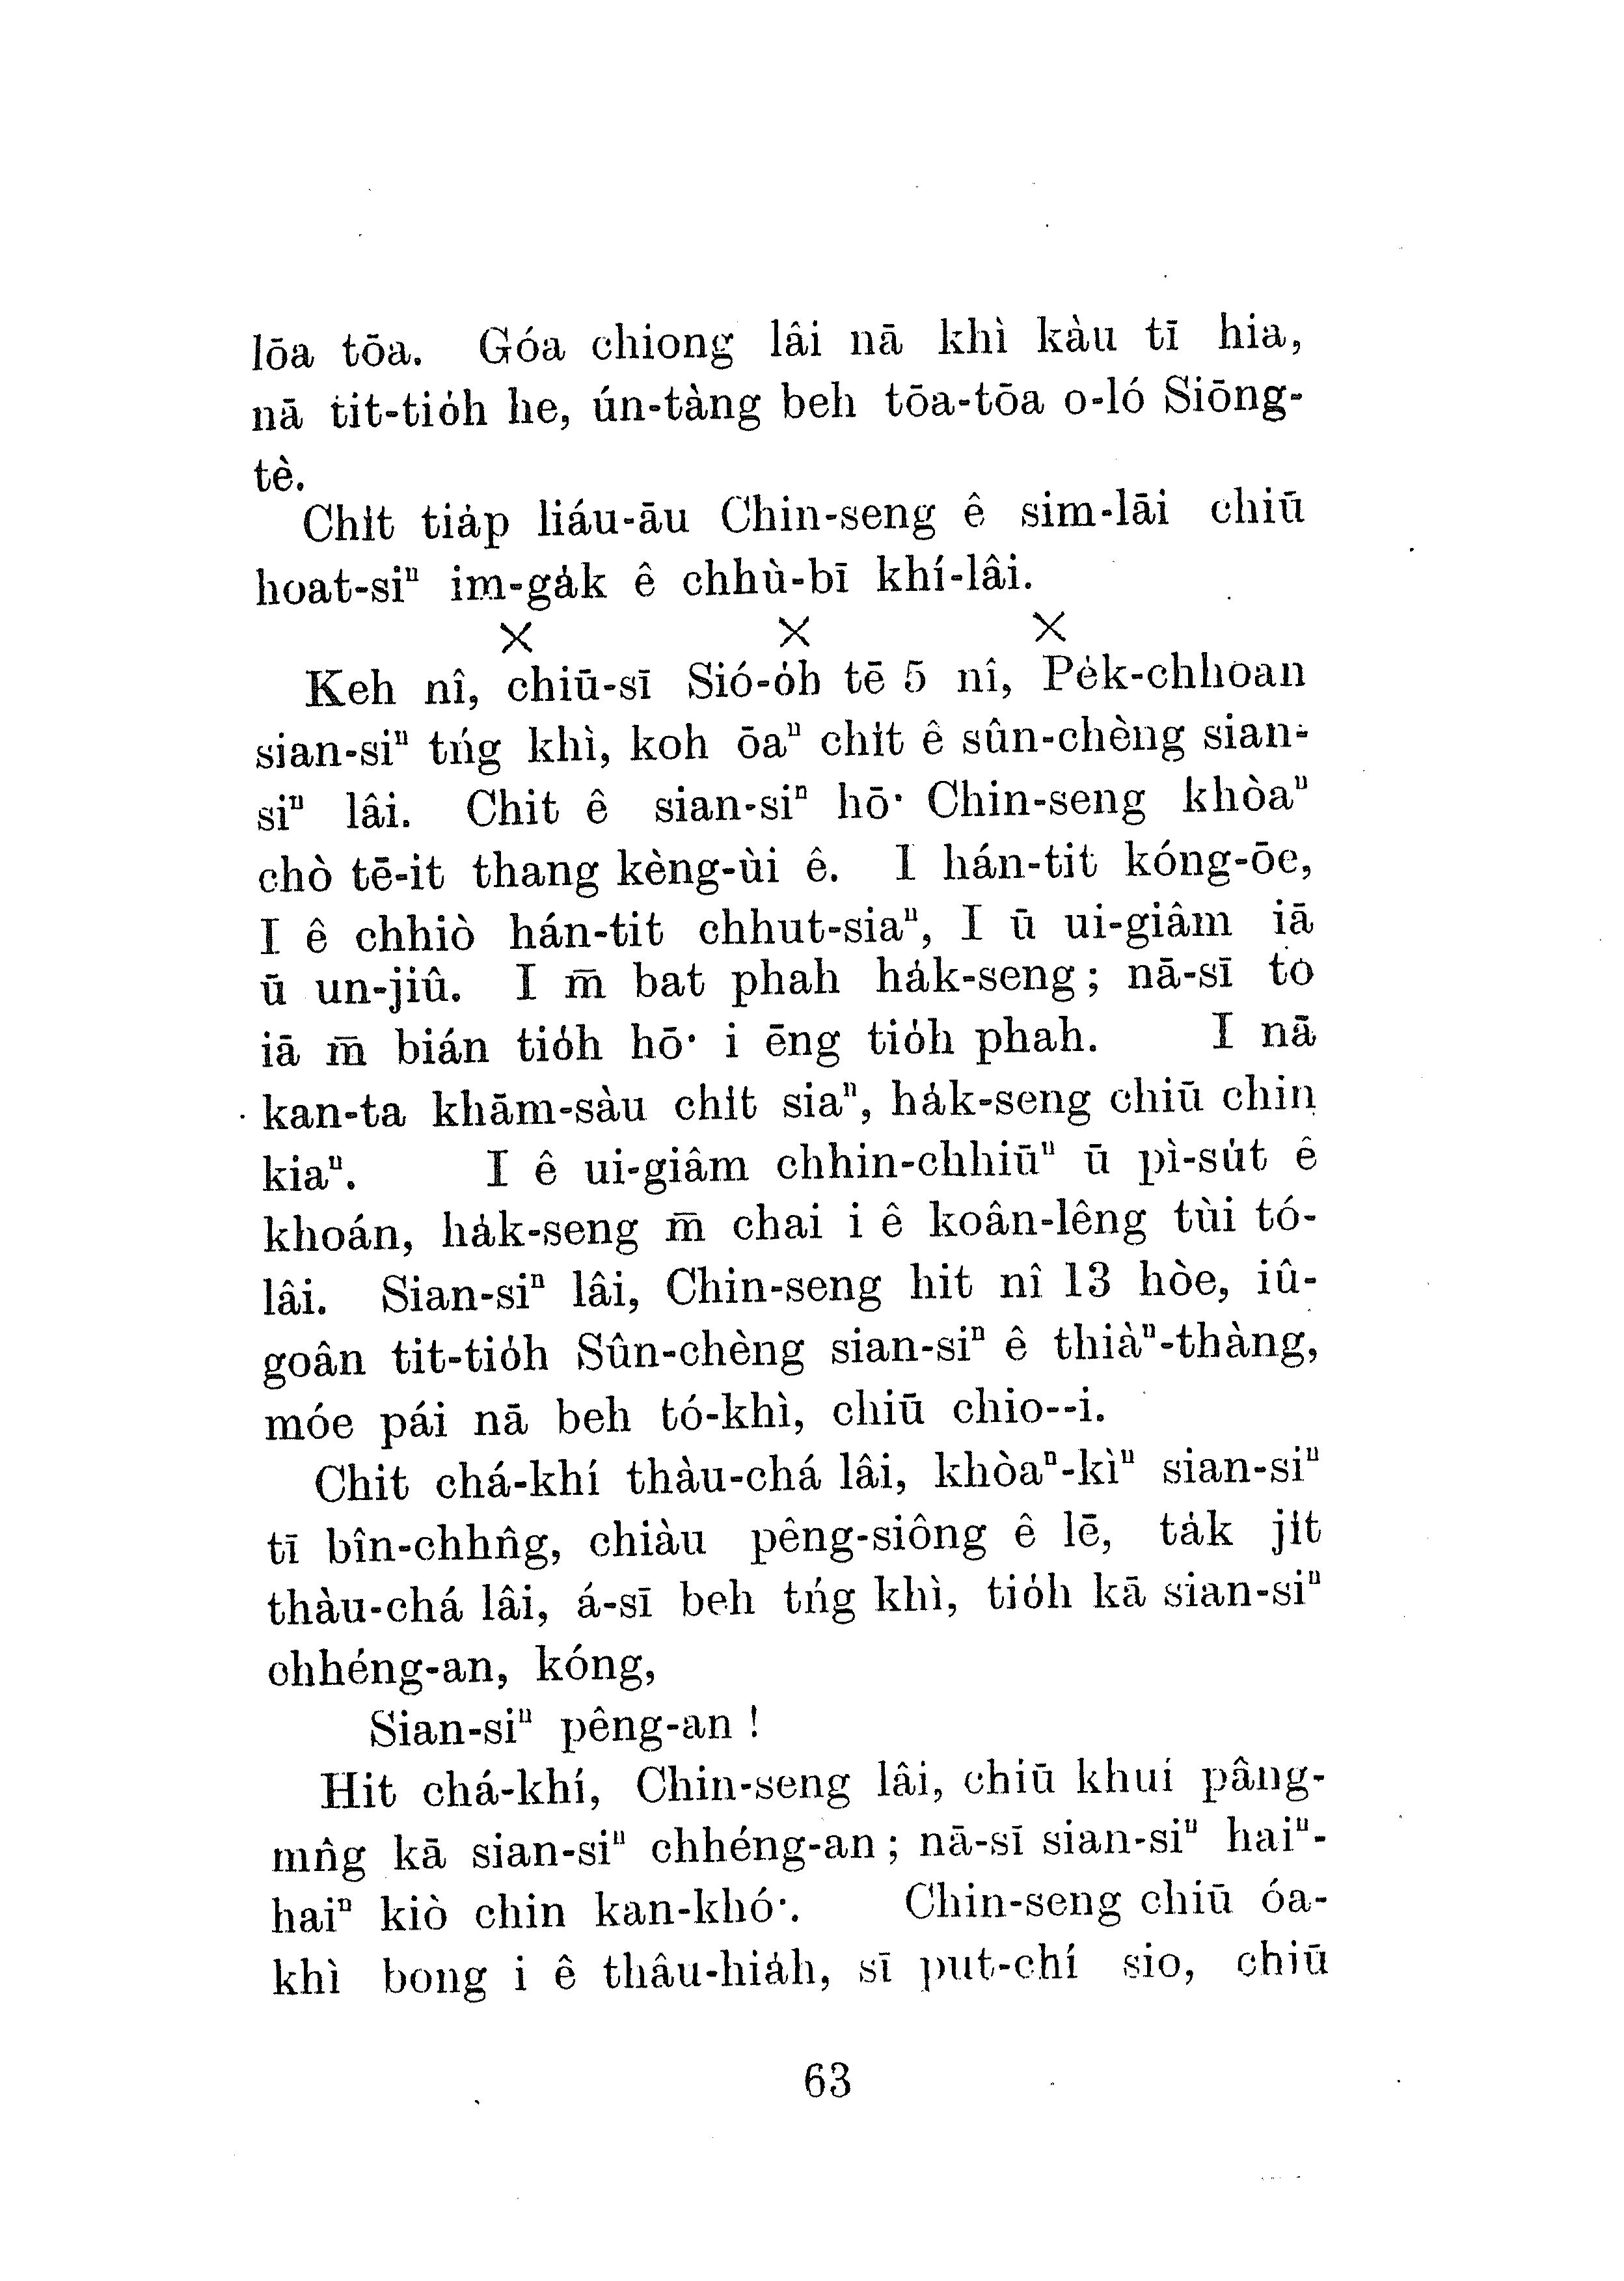 lōa tōa. Góa chiong lâi nā khì kàu tī hia,
nā tit-tio̍h he, ún-tàng beh tōa-tōa o-ló Siōng-
tè.
Chi̍t tia̍p liáu-āu Chin-seng ê sim-lāi chiū
hoat-siⁿ im-ga̍k ê chhù-bī khí-lâi.
× × ×
Keh nî, chiū-sī Sió-o̍h tē 5 nî, Pe̍k-chhoan
sian-siⁿ tńg khì, koh ōaⁿ chi̍t ê sûn-chèng sian-
siⁿ lâi. Chit ê sian-siⁿ hō͘ Chin-seng khòaⁿ
chò tē-it thang kèng-ùi ê. I hán-tit kóng-ōe,
I ê chhiò hán-tit chhut-siaⁿ, I ū ui-giâm iā
ū un-jiû. I m̄ bat phah ha̍k-seng; nā-sī to
iā m̄ bián tio̍h hō͘ i ēng tio̍h phah. I nā
kan-ta khām-sàu chi̍t siaⁿ, ha̍k-seng chiū chin
kiaⁿ. I ê ui-giâm chhin-chhiūⁿ ū pì-su̍t ê
khoán, ha̍k-seng m̄ chai i ê koân-lêng tùi tó-
lâi. Sian-siⁿ lâi, Chin-seng hit nî 13 hòe, iû-
goân tit-tio̍h Sûn-chèng sian-siⁿ ê thiàⁿ-thàng,
móe pái nā beh tó-khì, chiū chio--i.
Chit chá-khí thàu-chá lâi, khòaⁿ-kìⁿ sian-siⁿ
tī bîn-chhn̂g, chiàu pêng-siông ê lē, ta̍k ji̍t
thàu-chá lâi, á-sī beh tńg khì, tio̍h kā sian-siⁿ
chhéng-an, kóng,
Sian-siⁿ pêng-an !
Hit chá-khí, Chin-seng lâi, chiū khui pâng-
mn̂g kā sian-siⁿ chhéng-an; nā-sī sian-siⁿ haiⁿ-
haiⁿ kiò chin kan-khó͘. Chin-seng chiū óa-
khì bong i ê thâu-hia̍h, sī put-chí sio, chiū
63